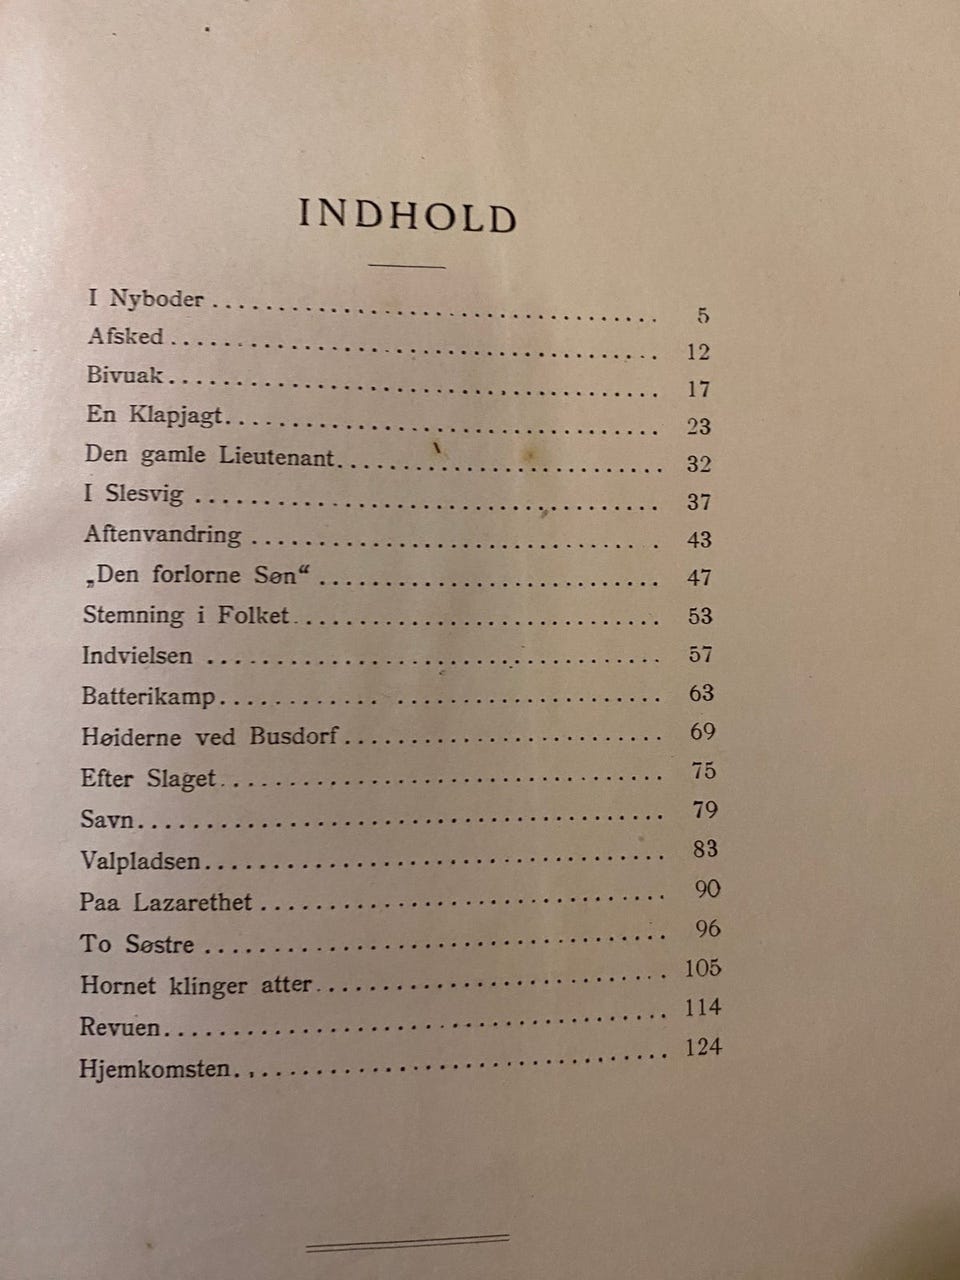 INDHOLD
I Nyboder 5
Afsked 12
Bivuak 17
En Klapjagt 23
Den gamle Lieutenant 32
I Slesvig 37
Aftenvandring 43
„Den forlorne Søn“ 47
Stemning i Folket 53
Indvielsen 57
Batterikamp 63
Høiderne ved Busdorf 69
Efter Slaget 75
Savn 79
Valpladsen 83
Paa Lazarethet 90
To Søstre 96
Hornet klinger atter 105
Revuen 114
Hjemkomsten 124